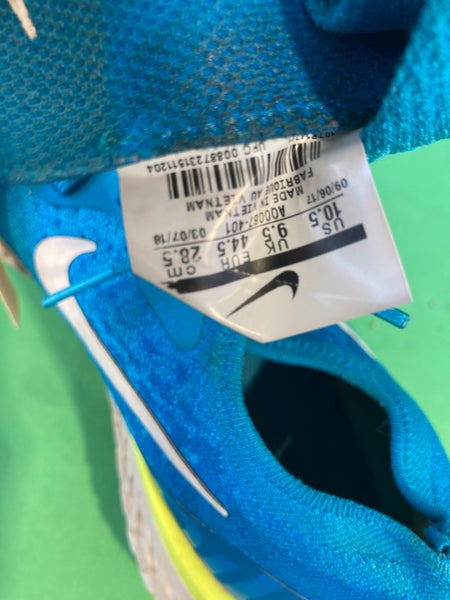 US UK EUR cm
10.5 9.5 44.5 28.5
09/06/17 AO0067-401 03/07/18
MADE IN VIETNAM
FABRIQUE AU VIETNAM
UPC 00887231511204